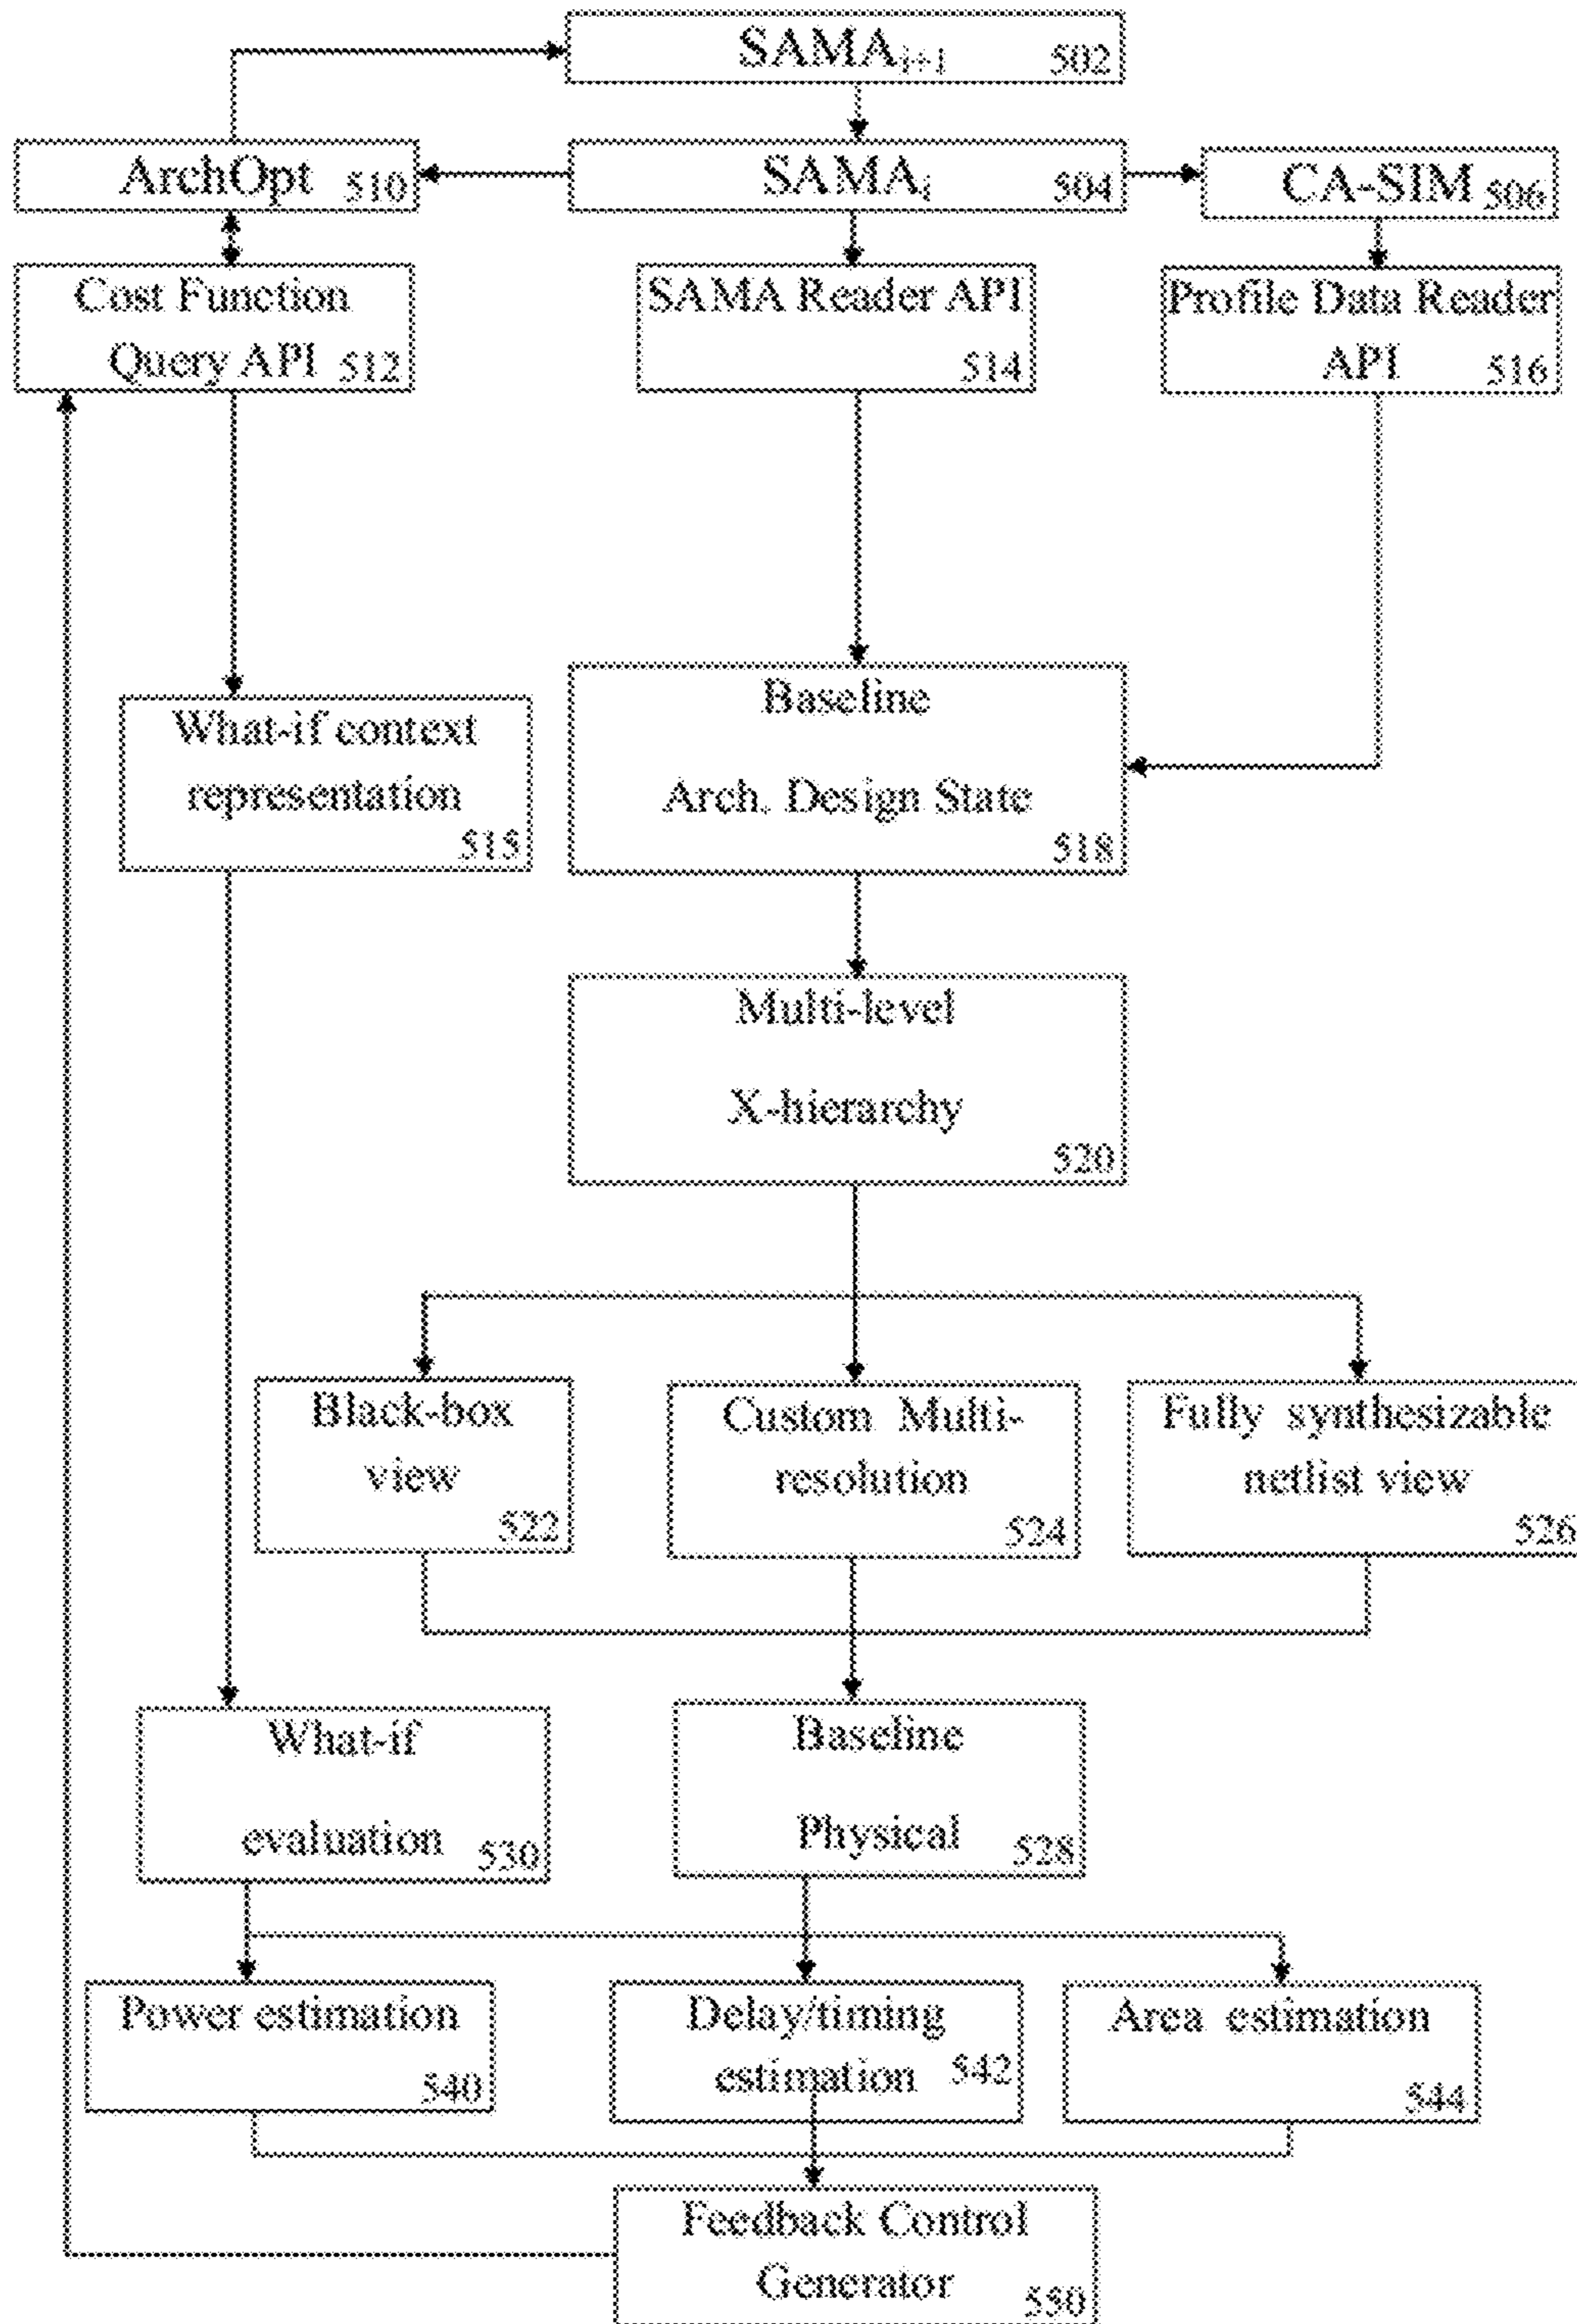 SAMAi+1 502
ArchOpt 510
SAMAi 504
CA-SIM 506
Cost Function
Query API 512
SAMA Reader API
514
Profile Data Reader
API 516
What-if context
representation
515
Baseline
Arch. Design State
518
Multi-level
X-hierarchy
520
Black-box
view
522
Custom Multi-
resolution
524
Fully synthesizable
netlist view
526
What-if
evaluation 530
Baseline
Physical 528
Power estimation
540
Delay/timing
estimation 542
Area estimation
544
Feedback Control
Generator 550